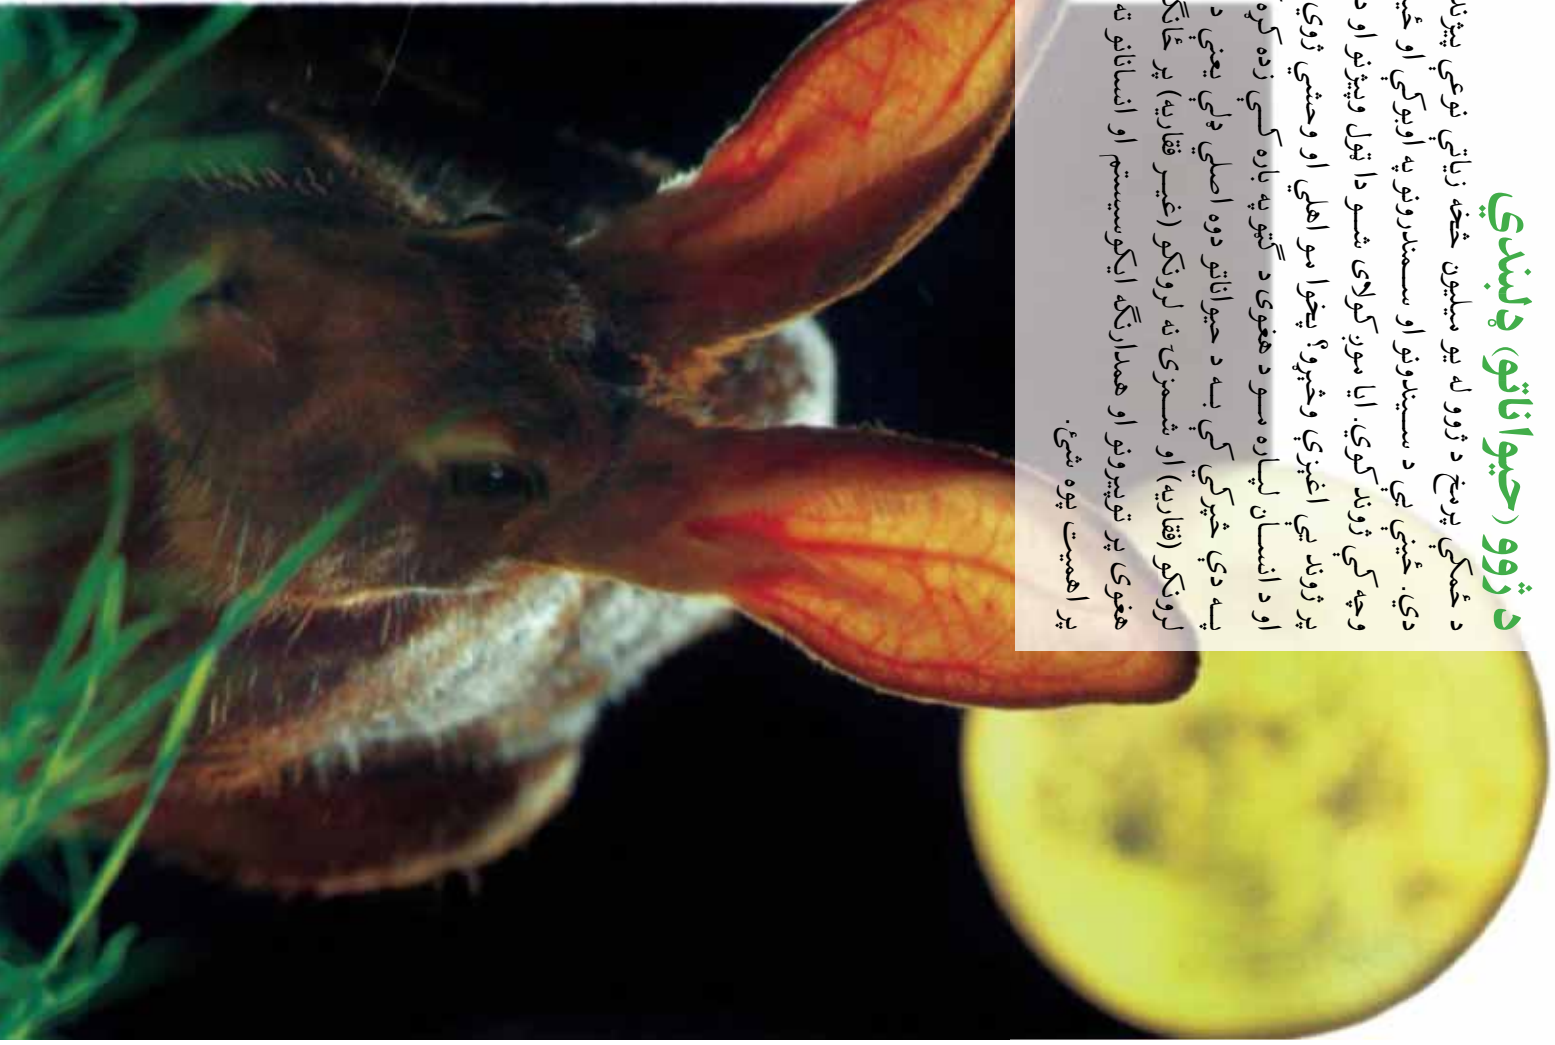 د ژوو (حیواناتو) ډلبندي
د ځمکې پرمخ د ژوو له یو میلیون څخه زیاتې نوعې
دي. ځینې یې د سیندونو او سمندرونو په اوبو کې او
وچه کې ژوند کوي. ایا موږ کولای شو دا ټول وپېژنو او د
پر ژوند یې اغېزې وڅېړو؟ پخوا مو اهلي او وحشي ژوي
او د انسان لپاره مو د هغوی د ګټو په باره کې زده کړه
په دې څپرکي کې به د حیواناتو دوه اصلي ډلې یعنې د
لرونکو (فقاریه) او شمزۍ نه لرونکو (غیر فقاریه) پر
هغوی پر توپیرونو او همدارنګه ایکوسیستم او انسانانو ته
پر اهمیت پوه شئ.